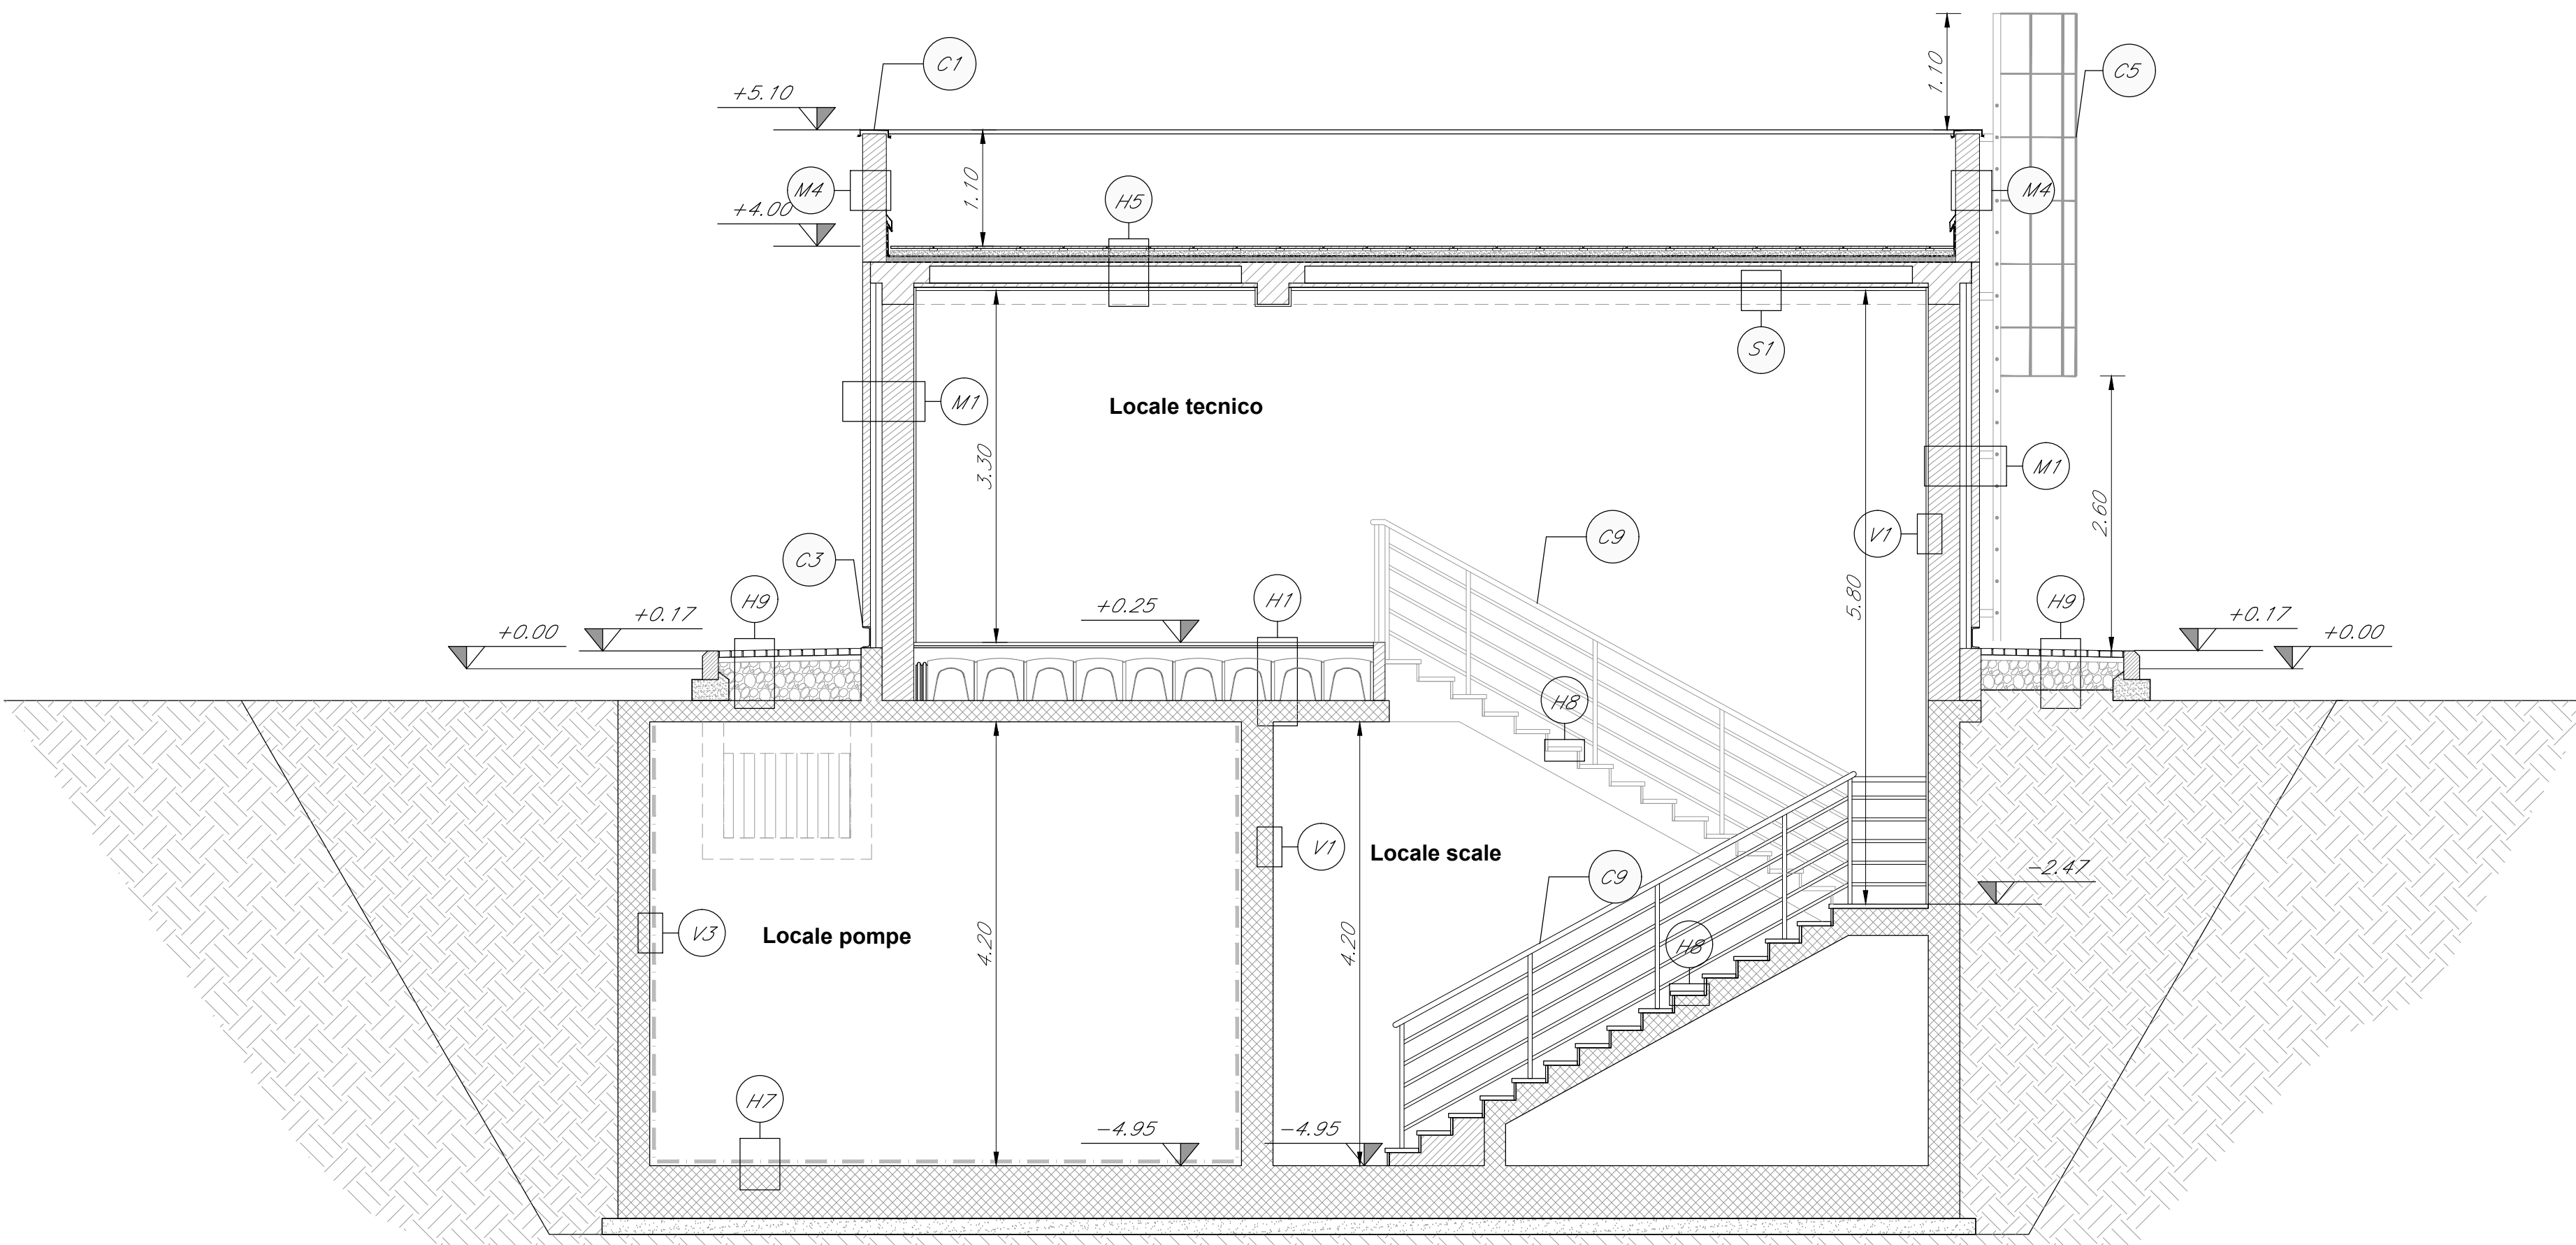 1.10
C1
C5
+5.10
M4
1.10
H5
M4
+4.00
S1
M1
Locale tecnico
3.30
M1
2.60
C9
V1
C3
5.80
H9
+0.25
H1
H9
+0.17
+0.17
+0.00
+0.00
H8
V1
Locale scale
-2.47
C9
V3
Locale pompe
4.20
4.20
H8
H7
-4.95
-4.95